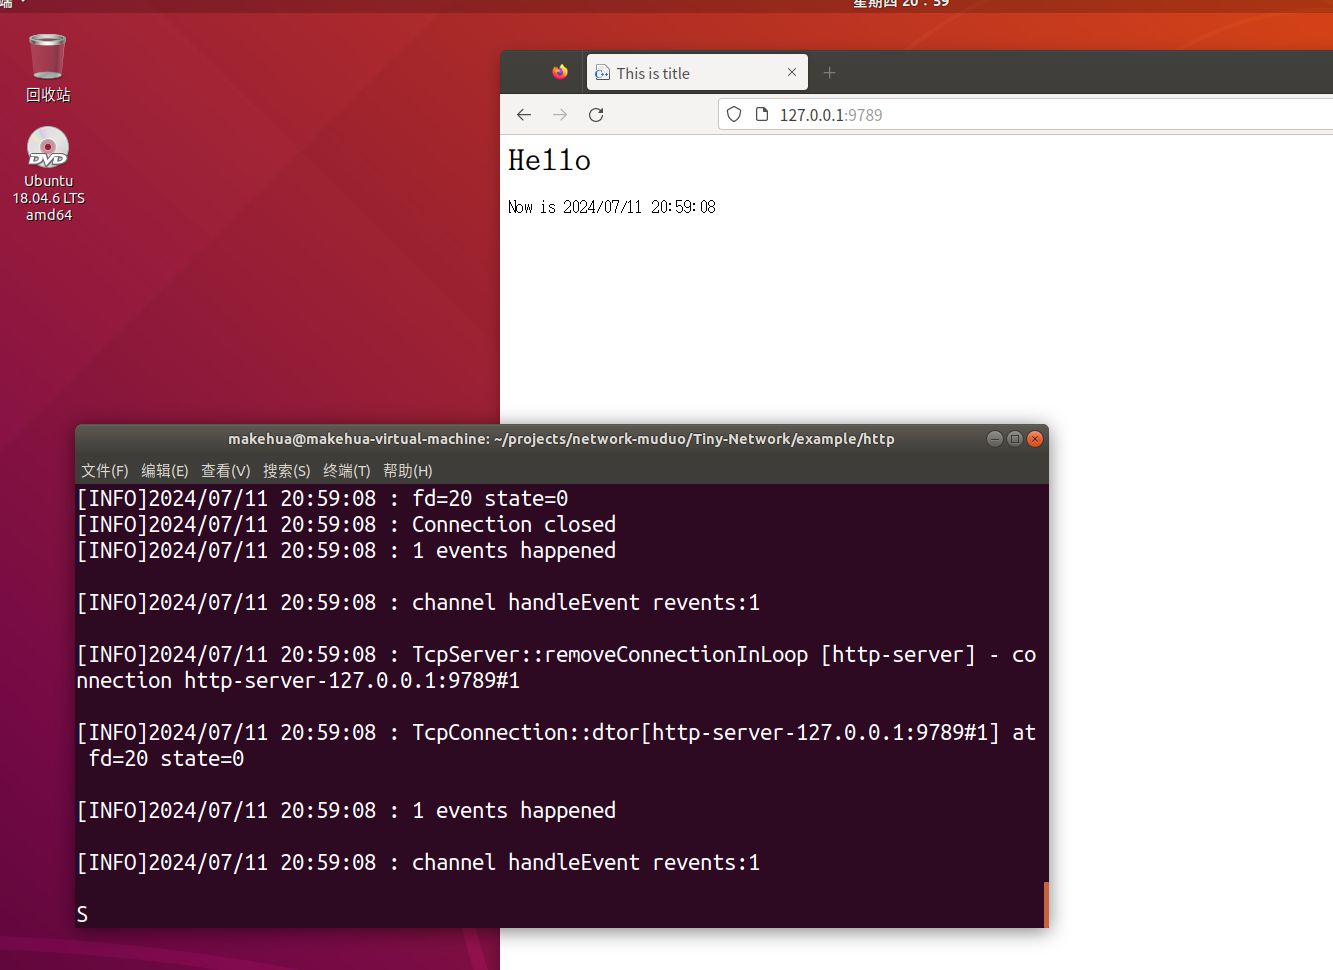 端
星期四 20 : 59
回收站
DVD
Ubuntu
18.04.6 LTS
amd64
C++
This is title
127.0.0.1:9789
Hello
Now is 2024/07/11 20:59:08
makehua@makehua-virtual-machine: ~/projects/network-muduo/Tiny-Network/example/http
文件(F) 编辑(E) 查看(V) 搜索(S) 终端(T) 帮助(H)
[INFO]2024/07/11 20:59:08 : fd=20 state=0
[INFO]2024/07/11 20:59:08 : Connection closed
[INFO]2024/07/11 20:59:08 : 1 events happened
[INFO]2024/07/11 20:59:08 : channel handleEvent revents:1
[INFO]2024/07/11 20:59:08 : TcpServer::removeConnectionInLoop [http-server] - co
nnection http-server-127.0.0.1:9789#1
[INFO]2024/07/11 20:59:08 : TcpConnection::dtor[http-server-127.0.0.1:9789#1] at
fd=20 state=0
[INFO]2024/07/11 20:59:08 : 1 events happened
[INFO]2024/07/11 20:59:08 : channel handleEvent revents:1
S